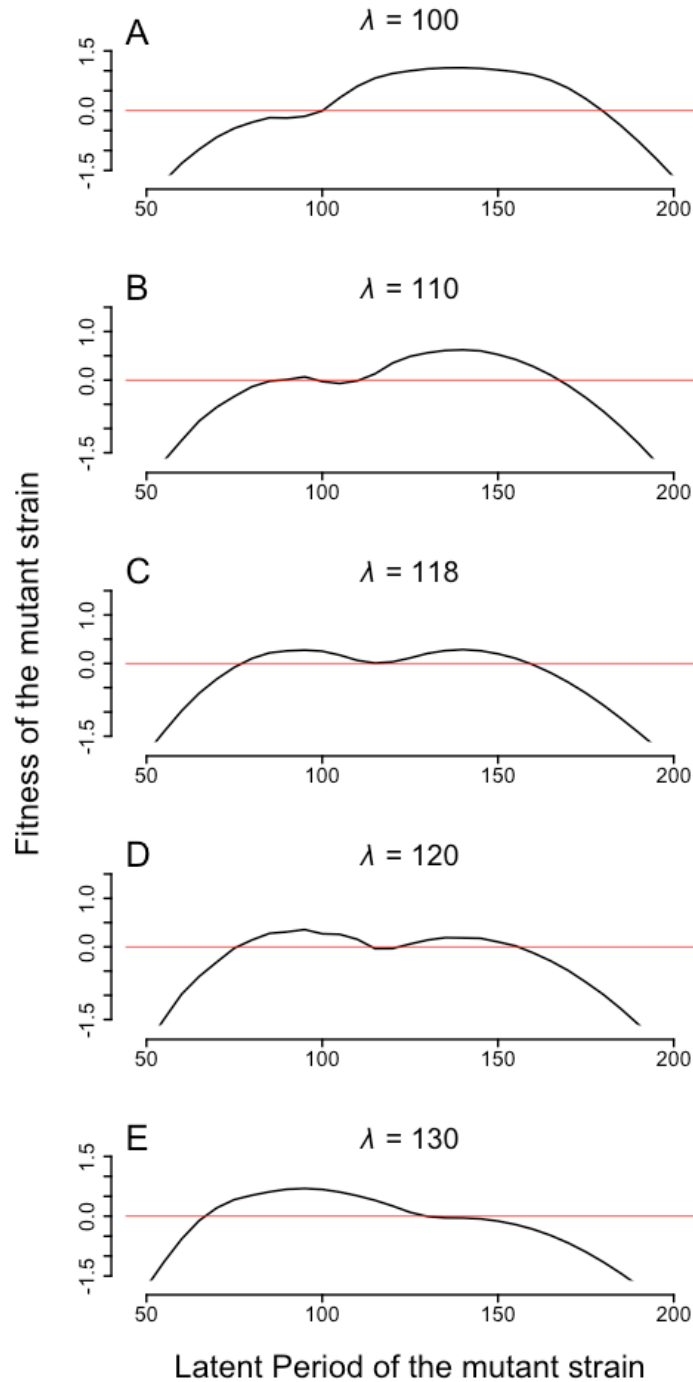 A
λ = 100
1.5
0.0
-1.5
50 100 150 200
B
λ = 110
1.0
0.0
-1.5
50 100 150 200
C
λ = 118
1.0
0.0
-1.5
50 100 150 200
D
λ = 120
1.0
0.0
-1.5
50 100 150 200
E
λ = 130
1.5
0.0
-1.5
50 100 150 200
Fitness of the mutant strain
Latent Period of the mutant strain